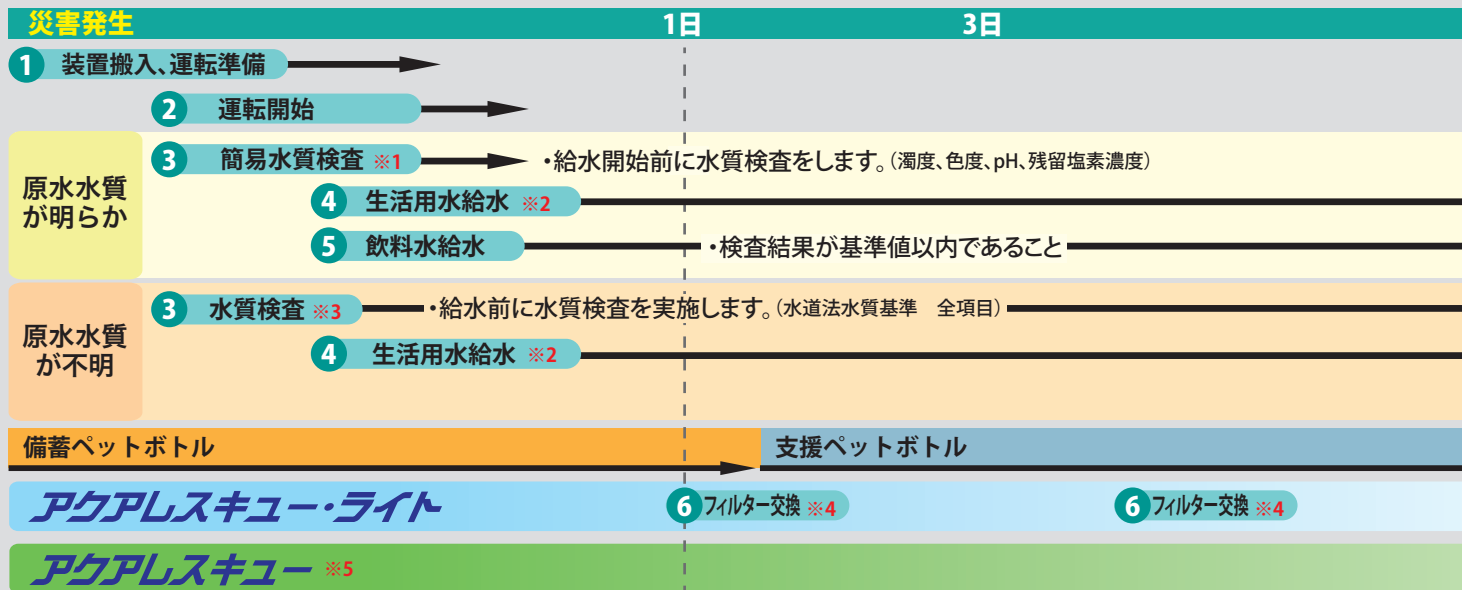 災害発生 1日 3日
1 装置搬入、運転準備
2 運転開始
原水水質
が明らか
3 簡易水質検査 ※1 ・給水開始前に水質検査をします。（濁度、色度、pH、残留塩素濃度）
4 生活用水給水 ※2
5 飲料水給水 ・検査結果が基準値以内であること
原水水質
が不明
3 水質検査 ※3 ・給水前に水質検査を実施します。（水道法水質基準　全項目）
4 生活用水給水 ※2
備蓄ペットボトル 支援ペットボトル
アクアレスキュー・ライト 6 フィルター交換 ※4 6 フィルター交換 ※4
アクアレスキュー ※5